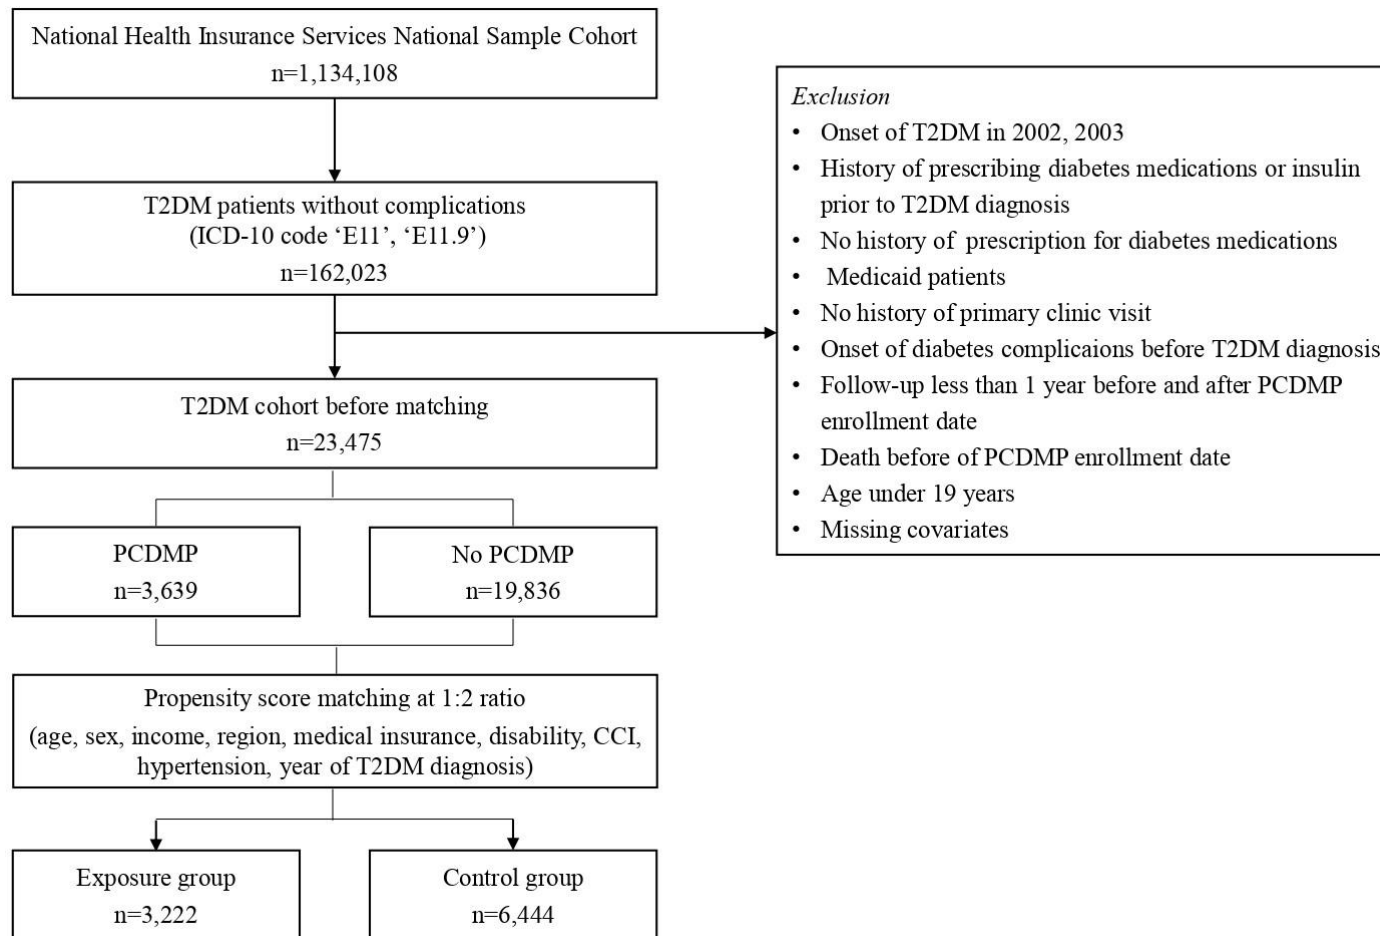 National Health Insurance Services National Sample Cohort
n=1,134,108
T2DM patients without complications
(ICD-10 code ‘E11’, ‘E11.9’)
n=162,023
Exclusion
• Onset of T2DM in 2002, 2003
• History of prescribing diabetes medications or insulin
prior to T2DM diagnosis
• No history of prescription for diabetes medications
• Medicaid patients
• No history of primary clinic visit
• Onset of diabetes complicaions before T2DM diagnosis
• Follow-up less than 1 year before and after PCDMP
enrollment date
• Death before of PCDMP enrollment date
• Age under 19 years
• Missing covariates
T2DM cohort before matching
n=23,475
PCDMP
n=3,639
No PCDMP
n=19,836
Propensity score matching at 1:2 ratio
(age, sex, income, region, medical insurance, disability, CCI,
hypertension, year of T2DM diagnosis)
Exposure group
n=3,222
Control group
n=6,444